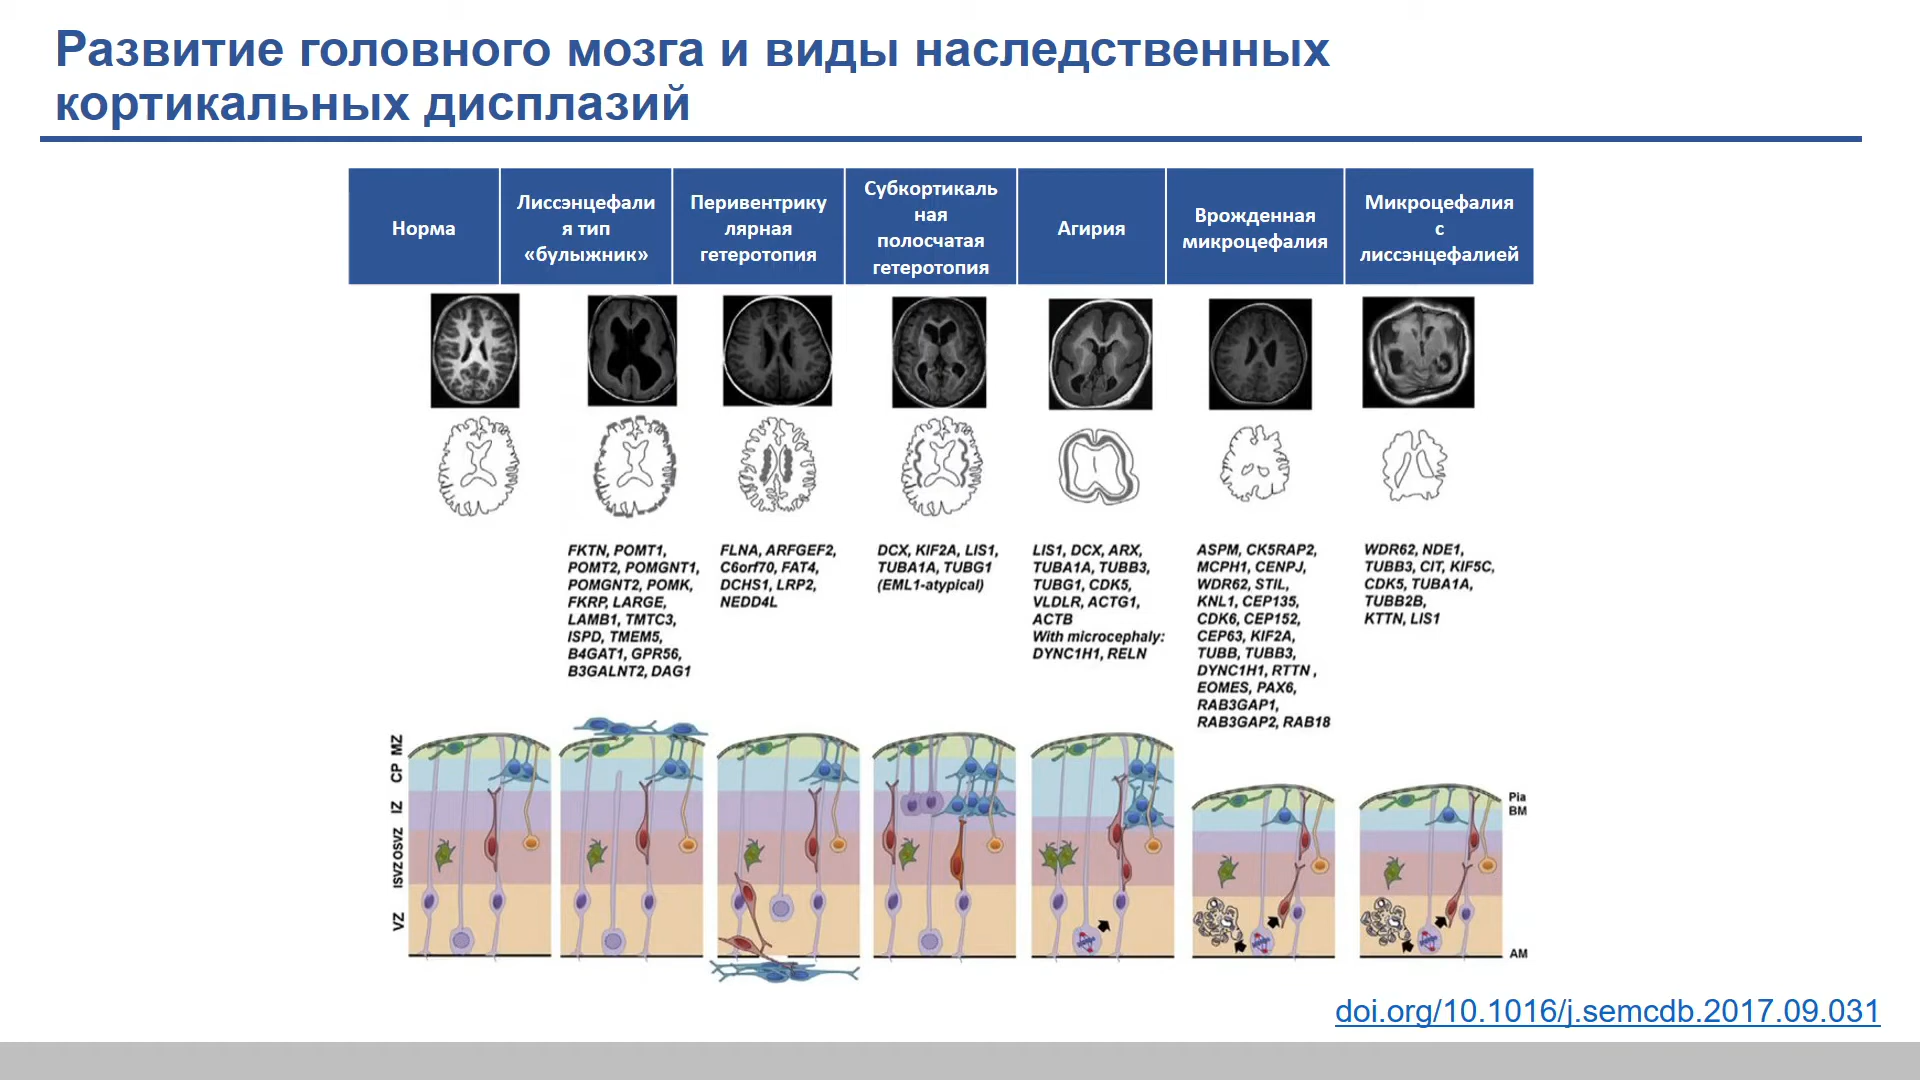 Развитие головного мозга и виды наследственных
кортикальных дисплазий
Норма
Лиссэнцефали
я тип
«булыжник»
Перивентрику
лярная
гетеротопия
Субкортикаль
ная
полосчатая
гетеротопия
Агирия
Врожденная
микроцефалия
Микроцефалия
с
лиссэнцефалией
FKTN, POMT1,
POMT2, POMGNT1,
POMGNT2, POMK,
FKRP, LARGE,
LAMB1, TMTC3,
ISPD, TMEM5,
B4GAT1, GPR56,
B3GALNT2, DAG1
FLNA, ARFGEF2,
C6orf70, FAT4,
DCHS1, LRP2,
NEDD4L
DCX, KIF2A, LIS1,
TUBA1A, TUBG1
(EML1-atypical)
LIS1, DCX, ARX,
TUBA1A, TUBB3,
TUBG1, CDK5,
VLDLR, ACTG1,
ACTB
With microcephaly:
DYNC1H1, RELN
ASPM, CK5RAP2,
MCPH1, CENPJ,
WDR62, STIL,
KNL1, CEP135,
CDK6, CEP152,
CEP63, KIF2A,
TUBB, TUBB3,
DYNC1H1, RTTN ,
EOMES, PAX6,
RAB3GAP1,
RAB3GAP2, RAB18
WDR62, NDE1,
TUBB3, CIT, KIF5C,
CDK5, TUBA1A,
TUBB2B,
KTTN, LIS1
MZ
CP
IZ
OSVZ
ISVZ
VZ
Pia
BM
AM
doi.org/10.1016/j.semcdb.2017.09.031